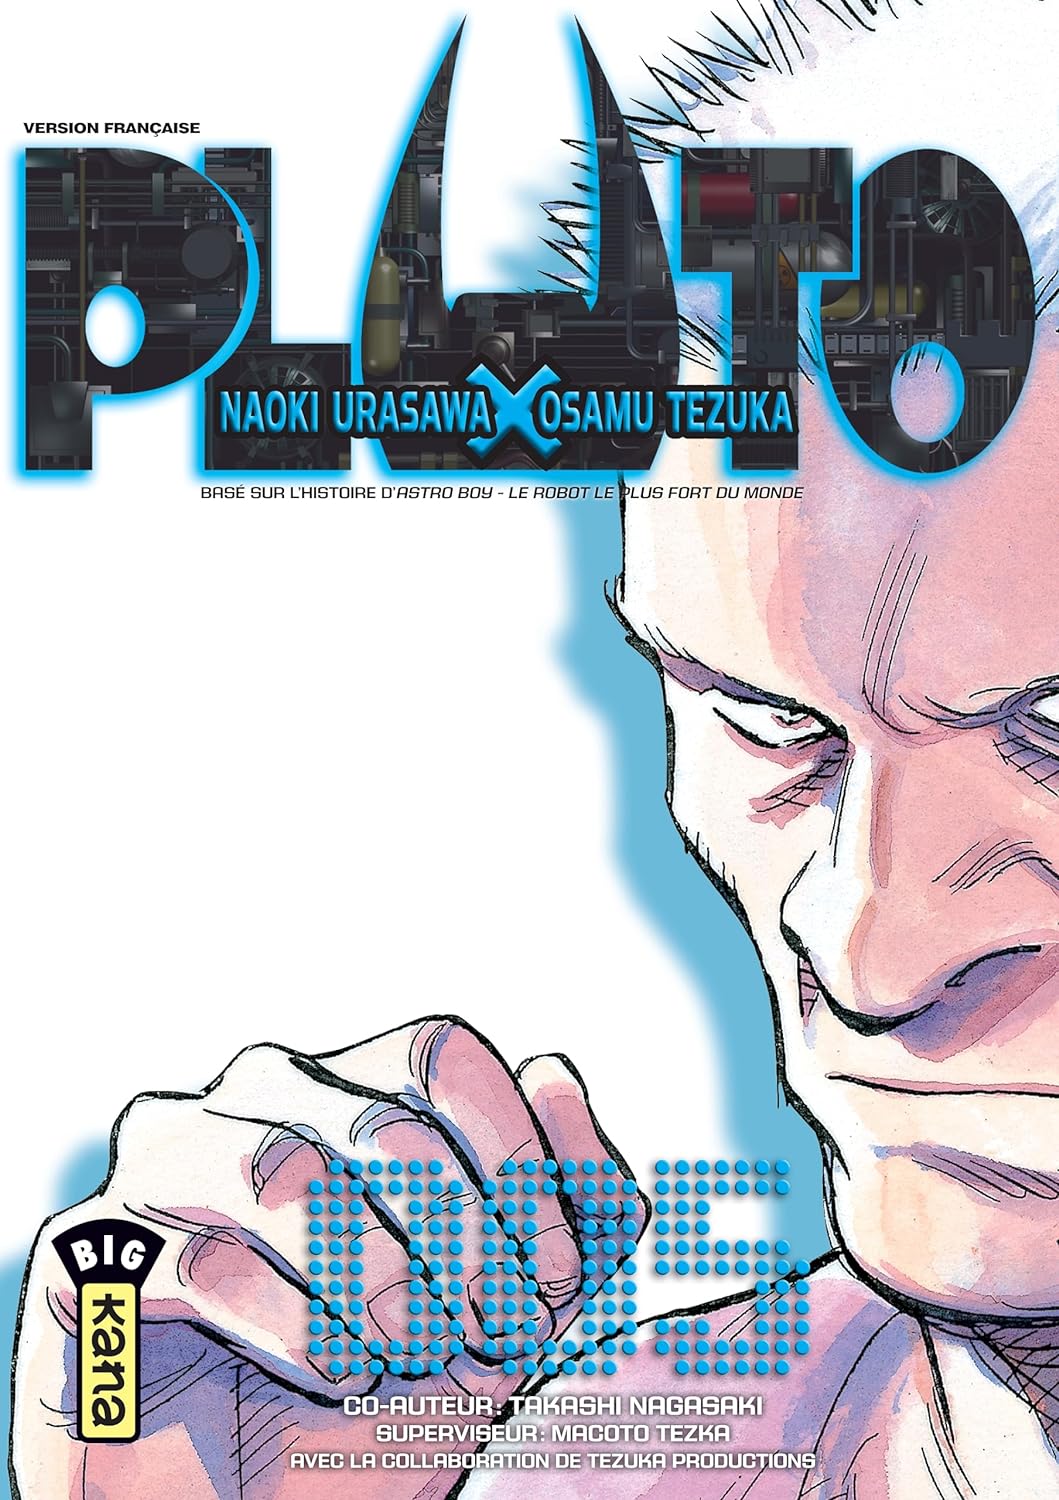 VERSION FRANÇAISE
PLUTO
NAOKI URASAWA X OSAMU TEZUKA
BASÉ SUR L'HISTOIRE D'ASTRO BOY - LE ROBOT LE PLUS FORT DU MONDE
005
BIG
kana
CO-AUTEUR: TAKASHI NAGASAKI
SUPERVISEUR: MACOTO TEZKA
AVEC LA COLLABORATION DE TEZUKA PRODUCTIONS